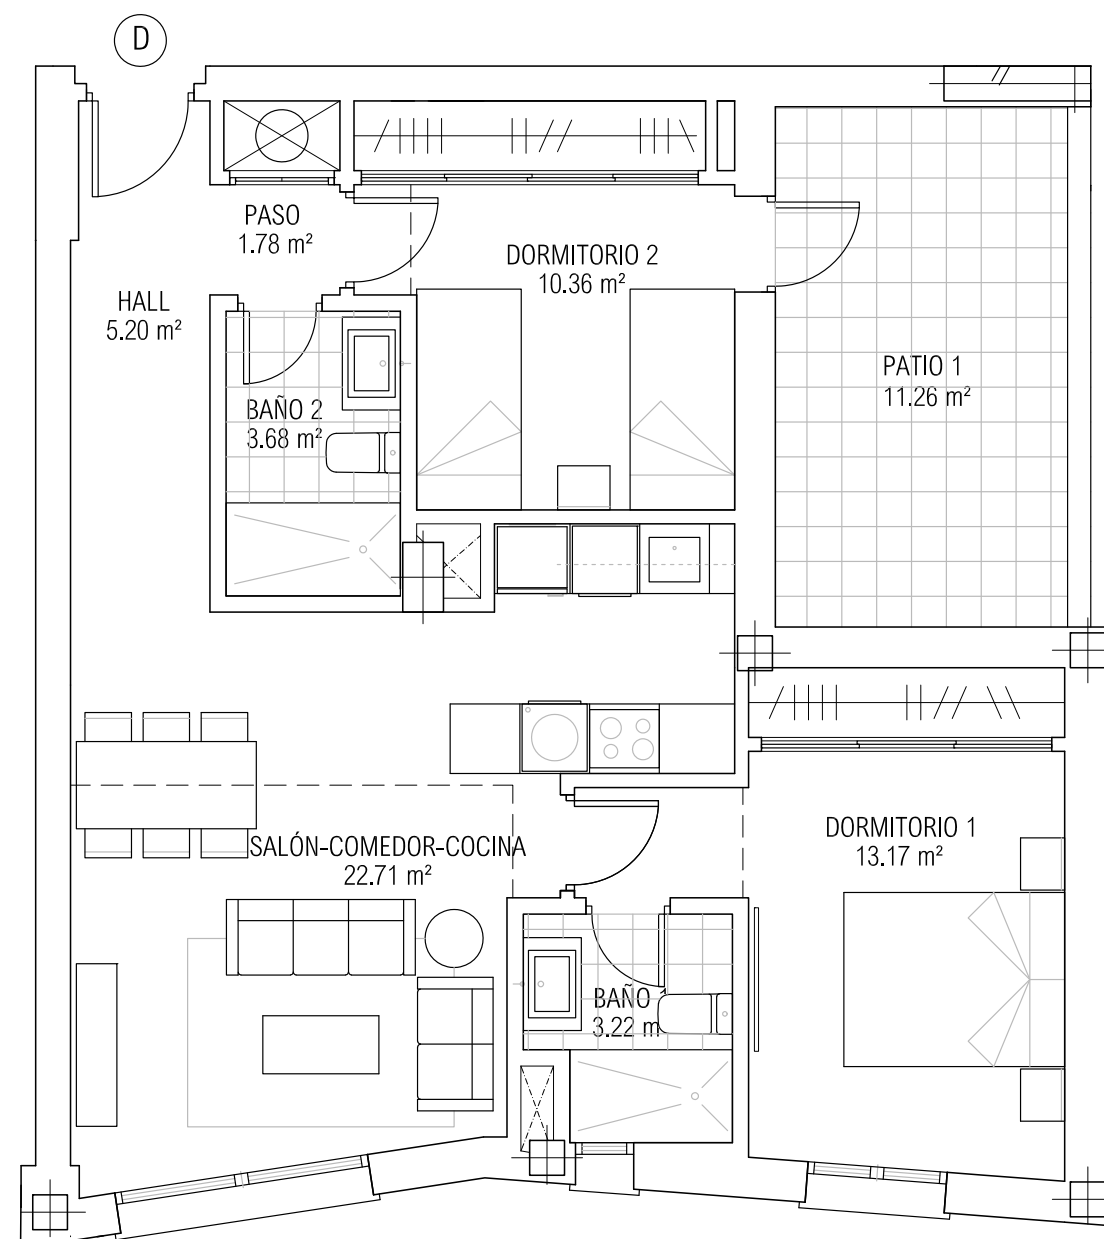 D
PASO
1.78 m²
DORMITORIO 2
10.36 m²
HALL
5.20 m²
PATIO 1
11.26 m²
BAÑO 2
3.68 m²
SALÓN-COMEDOR-COCINA
22.71 m²
DORMITORIO 1
13.17 m²
BAÑO 1
3.22 m